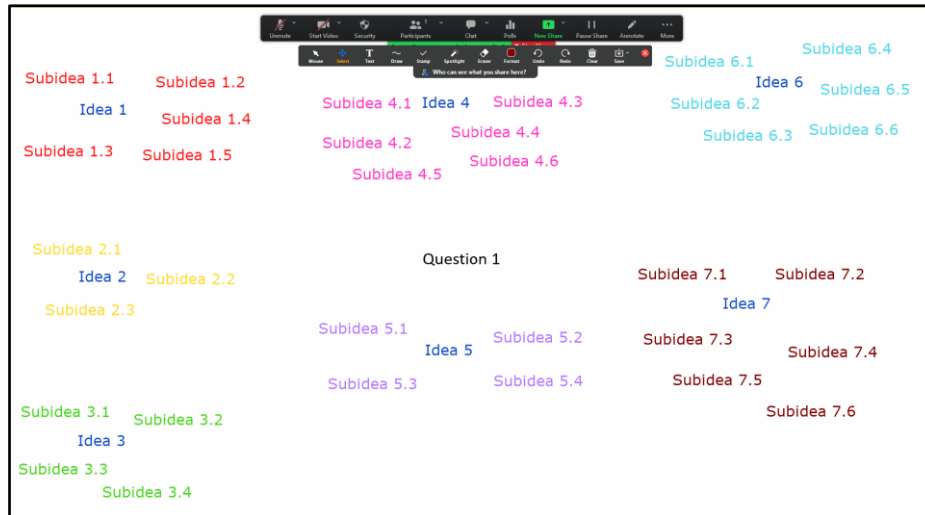 Unmute Start Video Security Participants 1 Chat Polls New Share Pause Share Annotate More
Mouse Select Text Draw Stamp Spotlight Eraser Format Undo Redo Clear Save
Who can see what you share here?
Subidea 1.1
Subidea 1.2
Idea 1
Subidea 1.4
Subidea 1.3
Subidea 1.5
Subidea 4.1
Idea 4
Subidea 4.3
Subidea 4.4
Subidea 4.2
Subidea 4.6
Subidea 4.5
Subidea 6.4
Subidea 6.1
Idea 6
Subidea 6.5
Subidea 6.2
Subidea 6.3
Subidea 6.6
Subidea 2.1
Idea 2
Subidea 2.2
Subidea 2.3
Question 1
Subidea 7.1
Subidea 7.2
Idea 7
Subidea 7.3
Subidea 7.4
Subidea 7.5
Subidea 7.6
Subidea 5.1
Subidea 5.2
Idea 5
Subidea 5.3
Subidea 5.4
Subidea 3.1
Subidea 3.2
Idea 3
Subidea 3.3
Subidea 3.4